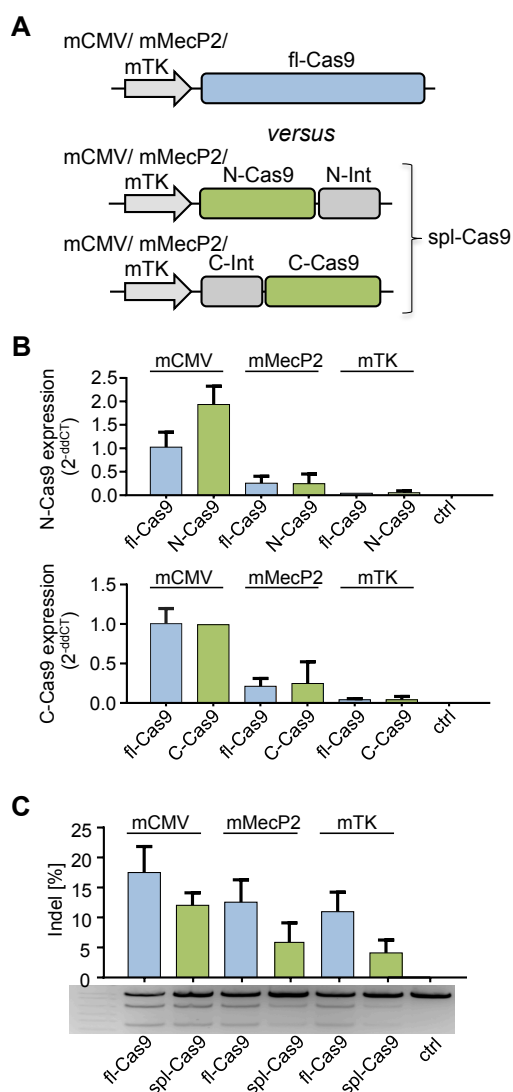 A
mCMV/ mMecP2/
mTK
fl-Cas9
versus
mCMV/ mMecP2/
mTK
N-Cas9
N-Int
mCMV/ mMecP2/
mTK
C-Int
C-Cas9
spl-Cas9
B
mCMV
mMecP2
mTK
N-Cas9 expression
(2-ddCT)
2.5
2.0
1.5
1.0
0.5
0.0
fl-Cas9
N-Cas9
fl-Cas9
N-Cas9
fl-Cas9
N-Cas9
ctrl
mCMV
mMecP2
mTK
C-Cas9 expression
(2-ddCT)
1.5
1.0
0.5
0.0
fl-Cas9
C-Cas9
fl-Cas9
C-Cas9
fl-Cas9
C-Cas9
ctrl
C
mCMV
mMecP2
mTK
Indel [%]
25
20
15
10
5
0
fl-Cas9
spl-Cas9
fl-Cas9
spl-Cas9
fl-Cas9
spl-Cas9
ctrl